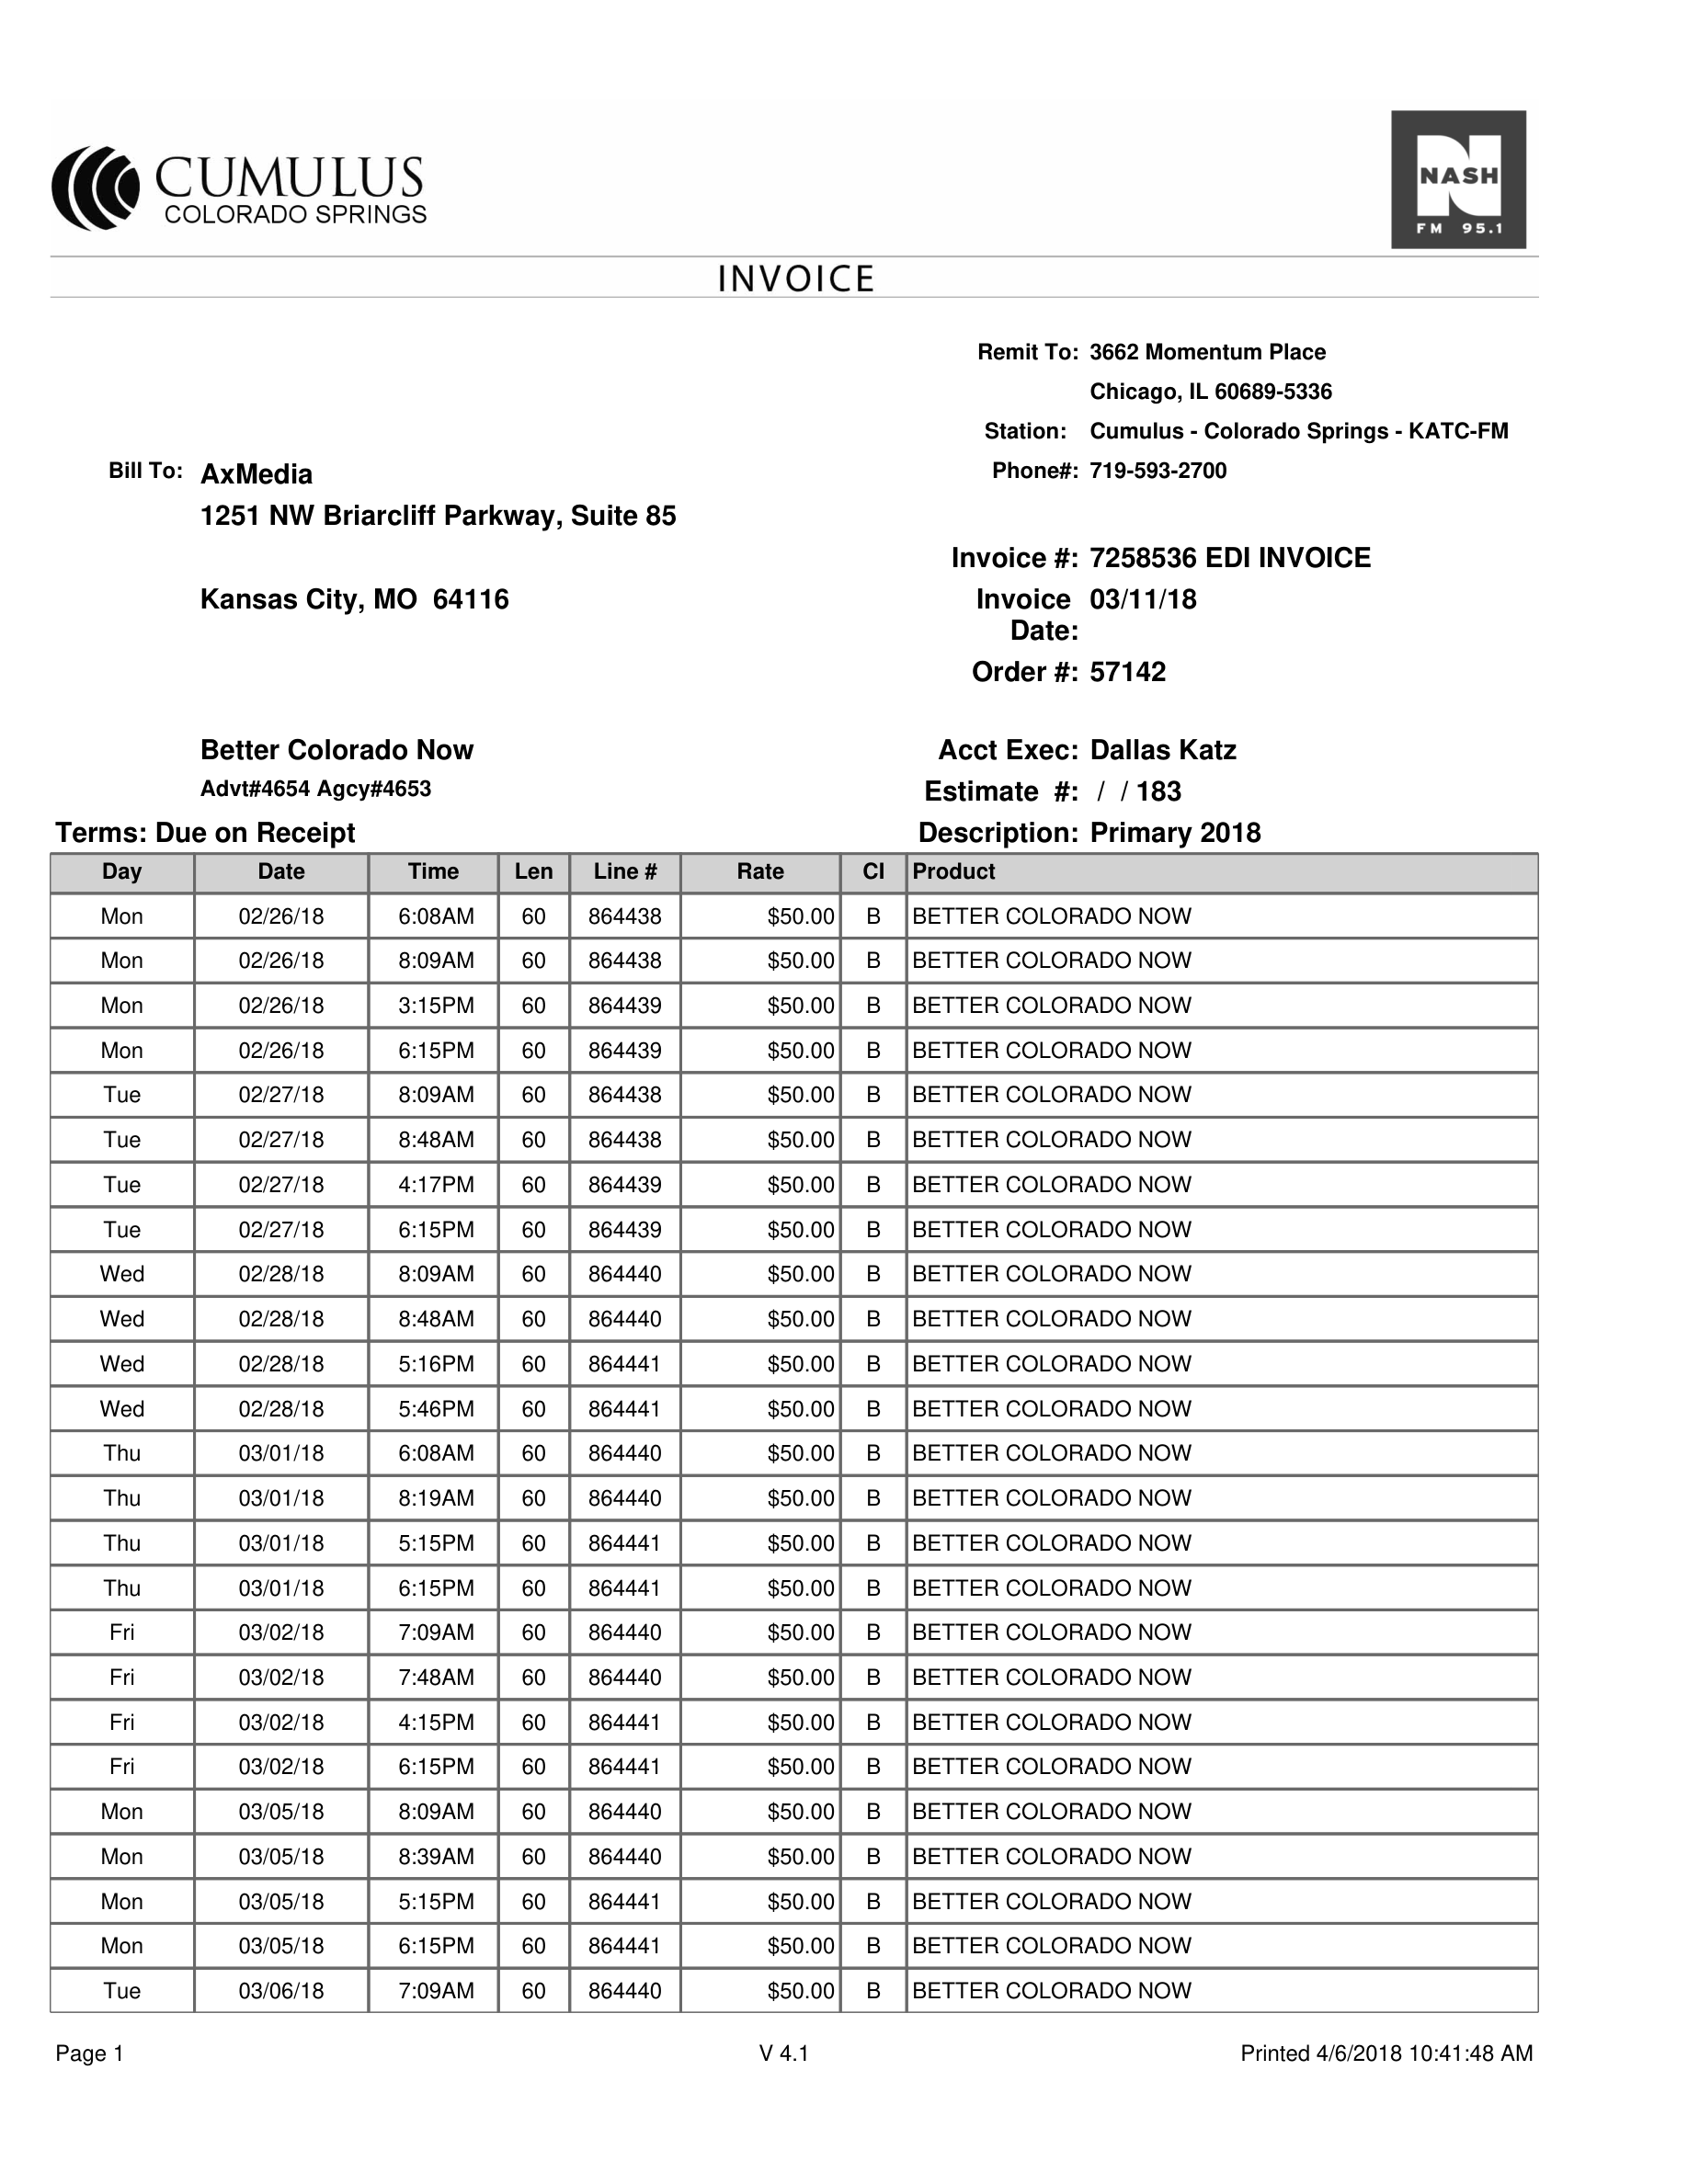 CUMULUS
COLORADO SPRINGS
NASH
FM 95.1
INVOICE
Remit To: 3662 Momentum Place
Chicago, IL 60689-5336
Station: Cumulus - Colorado Springs - KATC-FM
Bill To: AxMedia
Phone#: 719-593-2700
1251 NW Briarcliff Parkway, Suite 85
Invoice #: 7258536 EDI INVOICE
Kansas City, MO 64116
Invoice Date: 03/11/18
Order #: 57142
Better Colorado Now
Acct Exec: Dallas Katz
Advt#4654 Agcy#4653
Estimate #: / / 183
Terms: Due on Receipt
Description: Primary 2018
Day Date Time Len Line # Rate Cl Product
Mon 02/26/18 6:08AM 60 864438 $50.00 B BETTER COLORADO NOW
Mon 02/26/18 8:09AM 60 864438 $50.00 B BETTER COLORADO NOW
Mon 02/26/18 3:15PM 60 864439 $50.00 B BETTER COLORADO NOW
Mon 02/26/18 6:15PM 60 864439 $50.00 B BETTER COLORADO NOW
Tue 02/27/18 8:09AM 60 864438 $50.00 B BETTER COLORADO NOW
Tue 02/27/18 8:48AM 60 864438 $50.00 B BETTER COLORADO NOW
Tue 02/27/18 4:17PM 60 864439 $50.00 B BETTER COLORADO NOW
Tue 02/27/18 6:15PM 60 864439 $50.00 B BETTER COLORADO NOW
Wed 02/28/18 8:09AM 60 864440 $50.00 B BETTER COLORADO NOW
Wed 02/28/18 8:48AM 60 864440 $50.00 B BETTER COLORADO NOW
Wed 02/28/18 5:16PM 60 864441 $50.00 B BETTER COLORADO NOW
Wed 02/28/18 5:46PM 60 864441 $50.00 B BETTER COLORADO NOW
Thu 03/01/18 6:08AM 60 864440 $50.00 B BETTER COLORADO NOW
Thu 03/01/18 8:19AM 60 864440 $50.00 B BETTER COLORADO NOW
Thu 03/01/18 5:15PM 60 864441 $50.00 B BETTER COLORADO NOW
Thu 03/01/18 6:15PM 60 864441 $50.00 B BETTER COLORADO NOW
Fri 03/02/18 7:09AM 60 864440 $50.00 B BETTER COLORADO NOW
Fri 03/02/18 7:48AM 60 864440 $50.00 B BETTER COLORADO NOW
Fri 03/02/18 4:15PM 60 864441 $50.00 B BETTER COLORADO NOW
Fri 03/02/18 6:15PM 60 864441 $50.00 B BETTER COLORADO NOW
Mon 03/05/18 8:09AM 60 864440 $50.00 B BETTER COLORADO NOW
Mon 03/05/18 8:39AM 60 864440 $50.00 B BETTER COLORADO NOW
Mon 03/05/18 5:15PM 60 864441 $50.00 B BETTER COLORADO NOW
Mon 03/05/18 6:15PM 60 864441 $50.00 B BETTER COLORADO NOW
Tue 03/06/18 7:09AM 60 864440 $50.00 B BETTER COLORADO NOW
Page 1 V 4.1 Printed 4/6/2018 10:41:48 AM